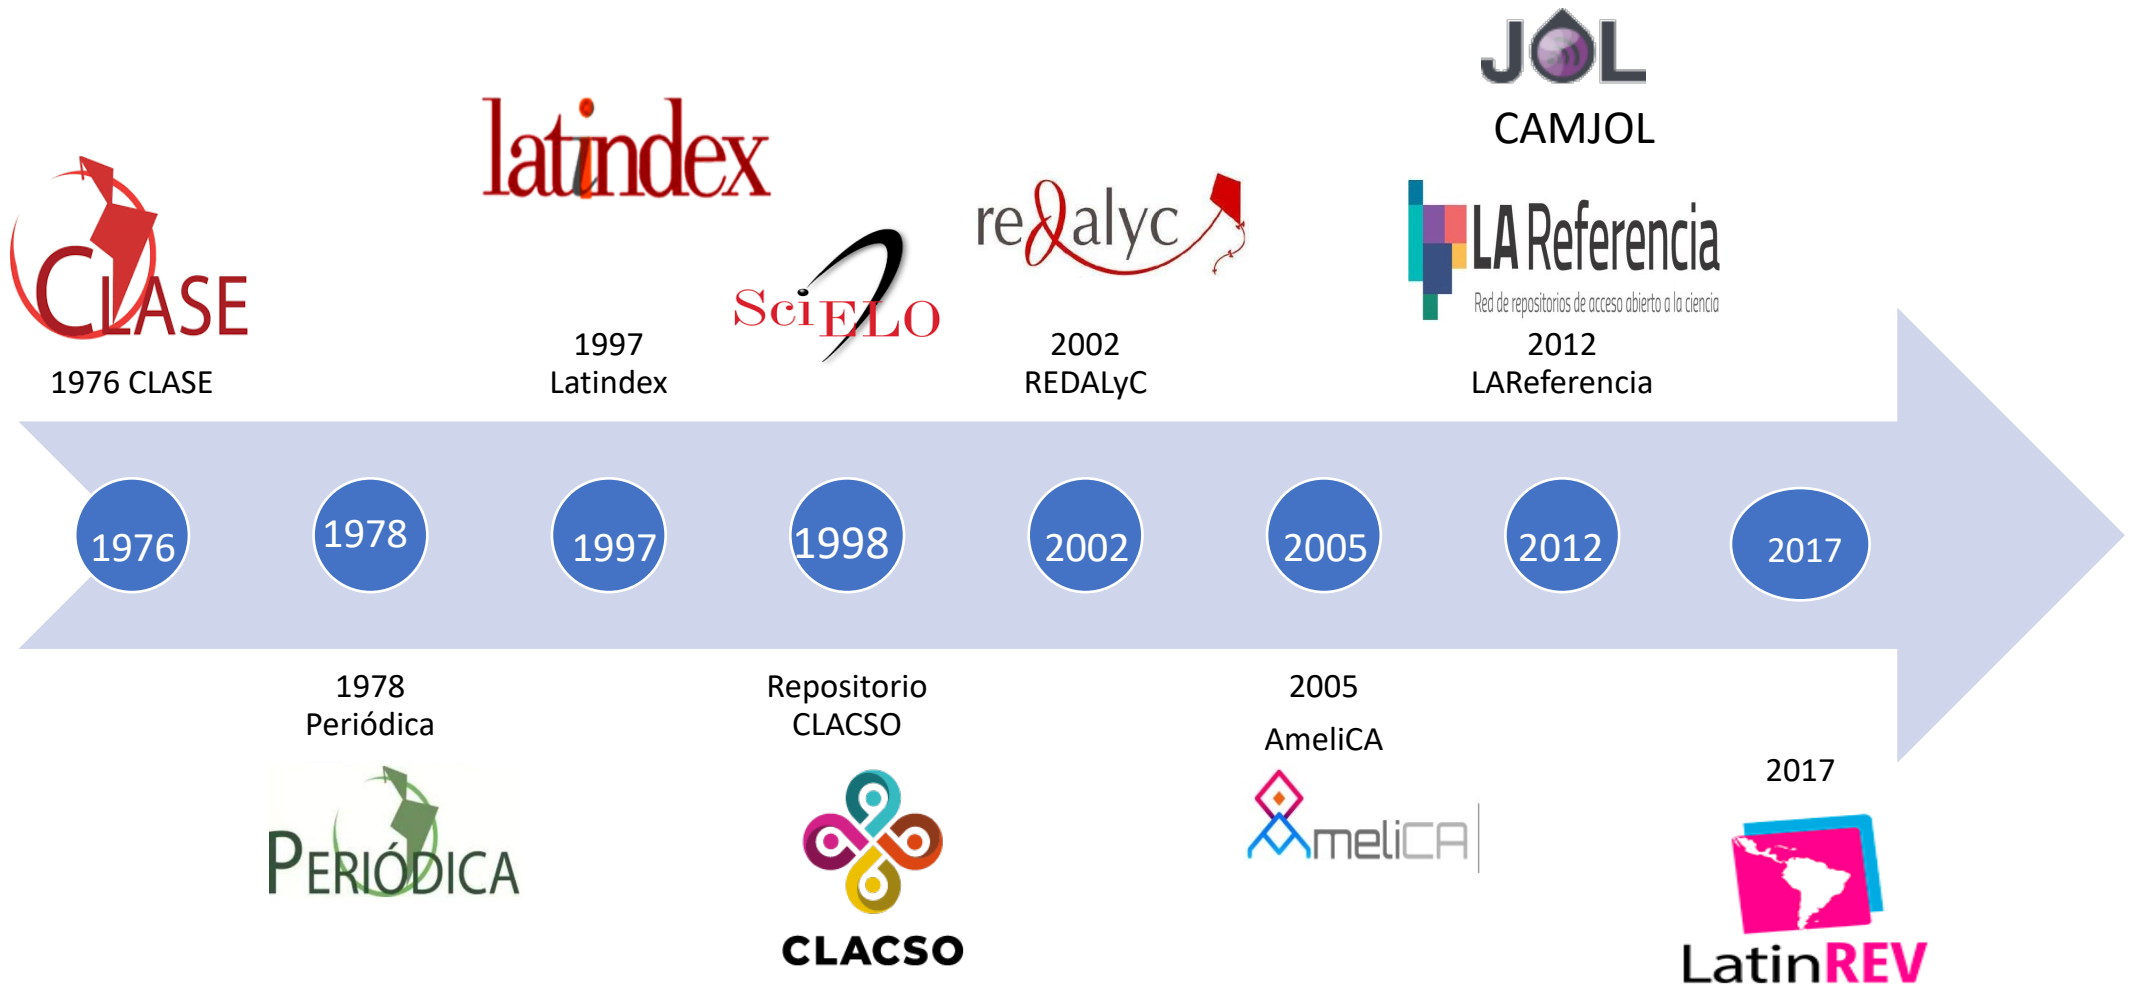 JOL
CAMJOL
latindex
CLASE
SciELO
redalyc
LA Referencia
Red de repositorios de acceso abierto a la ciencia
1976 CLASE
1997
Latindex
2002
REDALyC
2012
LAReferencia
1976
1978
1997
1998
2002
2005
2012
2017
1978
Periódica
PERIÓDICA
Repositorio
CLACSO
CLACSO
2005
AmeliCA
AmeliCA
2017
LatinREV